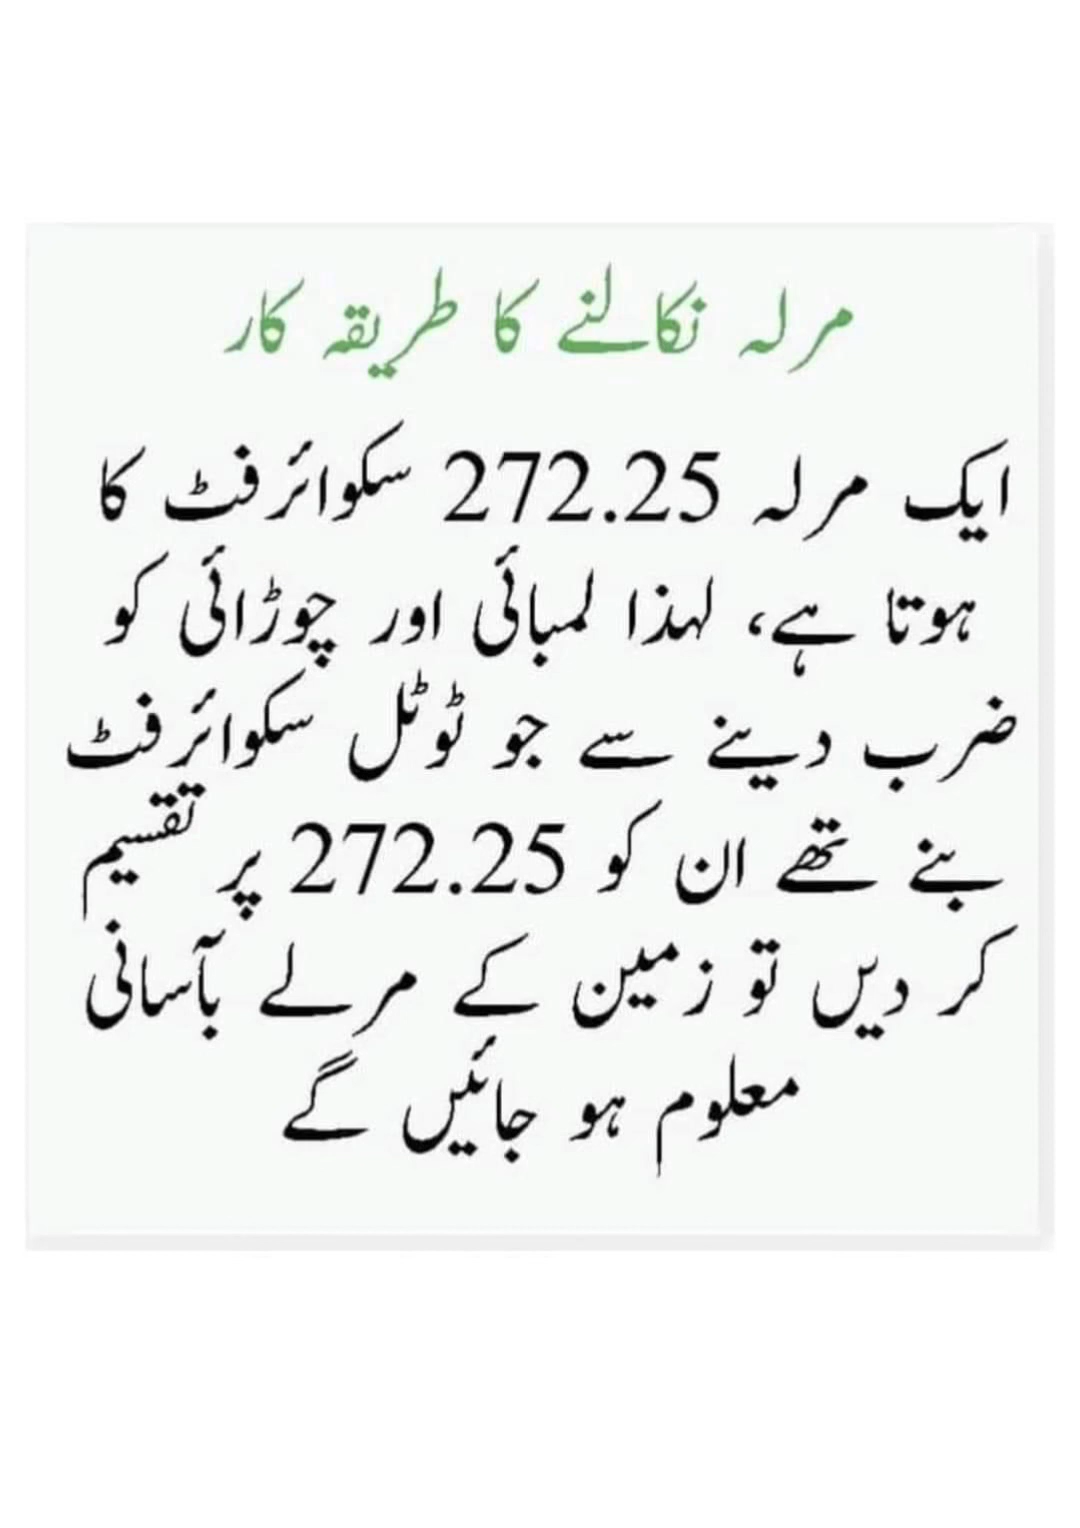 مرلہ نکالنے کا طریقہ کار
ایک مرلہ 272.25 سکوائرفٹ کا
ہوتا ہے، لہذا لمبائی اور چوڑائی کو
ضرب دینے سے جو ٹوٹل سکوائرفٹ
بنے تھے ان کو 272.25 پر تقسیم
کر دیں تو زمین کے مرلے بآسانی
معلوم ہو جائیں گے